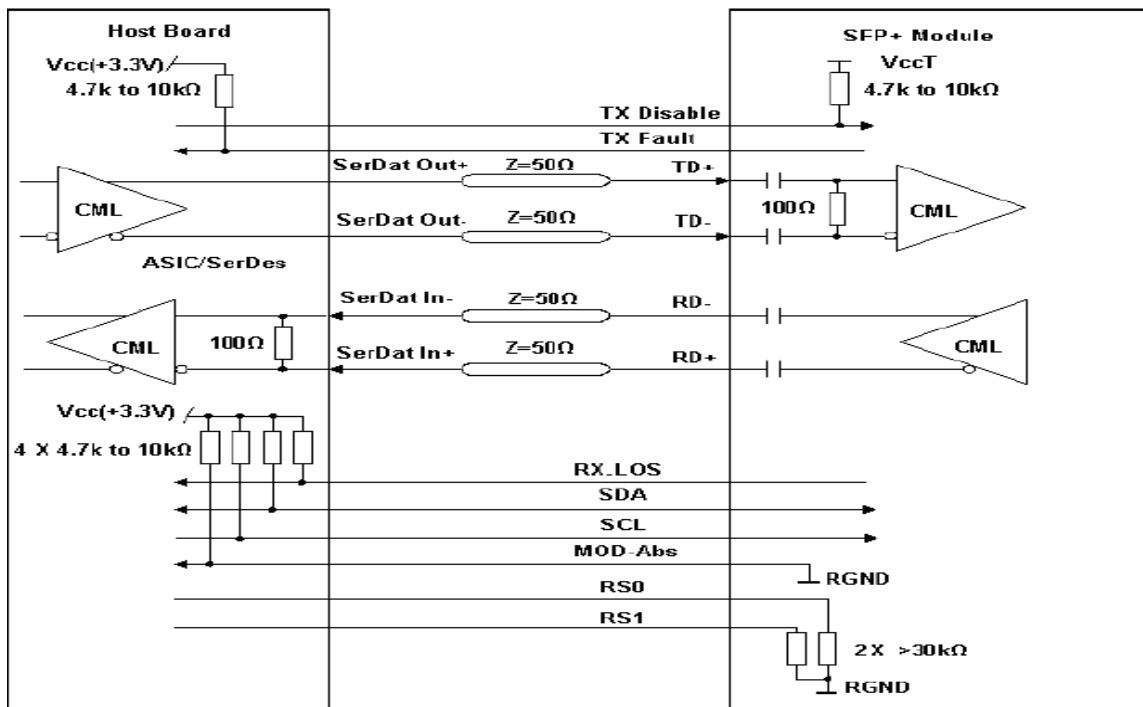 Host Board
SFP+ Module
Vcc(+3.3V)
4.7k to 10kΩ
VccT
4.7k to 10kΩ
TX Disable
TX Fault
SerDat Out+
Z=50Ω
TD+
CML
100Ω
CML
SerDat Out-
Z=50Ω
TD-
ASIC/SerDes
SerDat In-
Z=50Ω
RD-
100Ω
CML
CML
SerDat In+
Z=50Ω
RD+
Vcc(+3.3V)
4 X 4.7k to 10kΩ
RX_LOS
SDA
SCL
MOD-Abs
RGND
RS0
RS1
2X >30kΩ
RGND